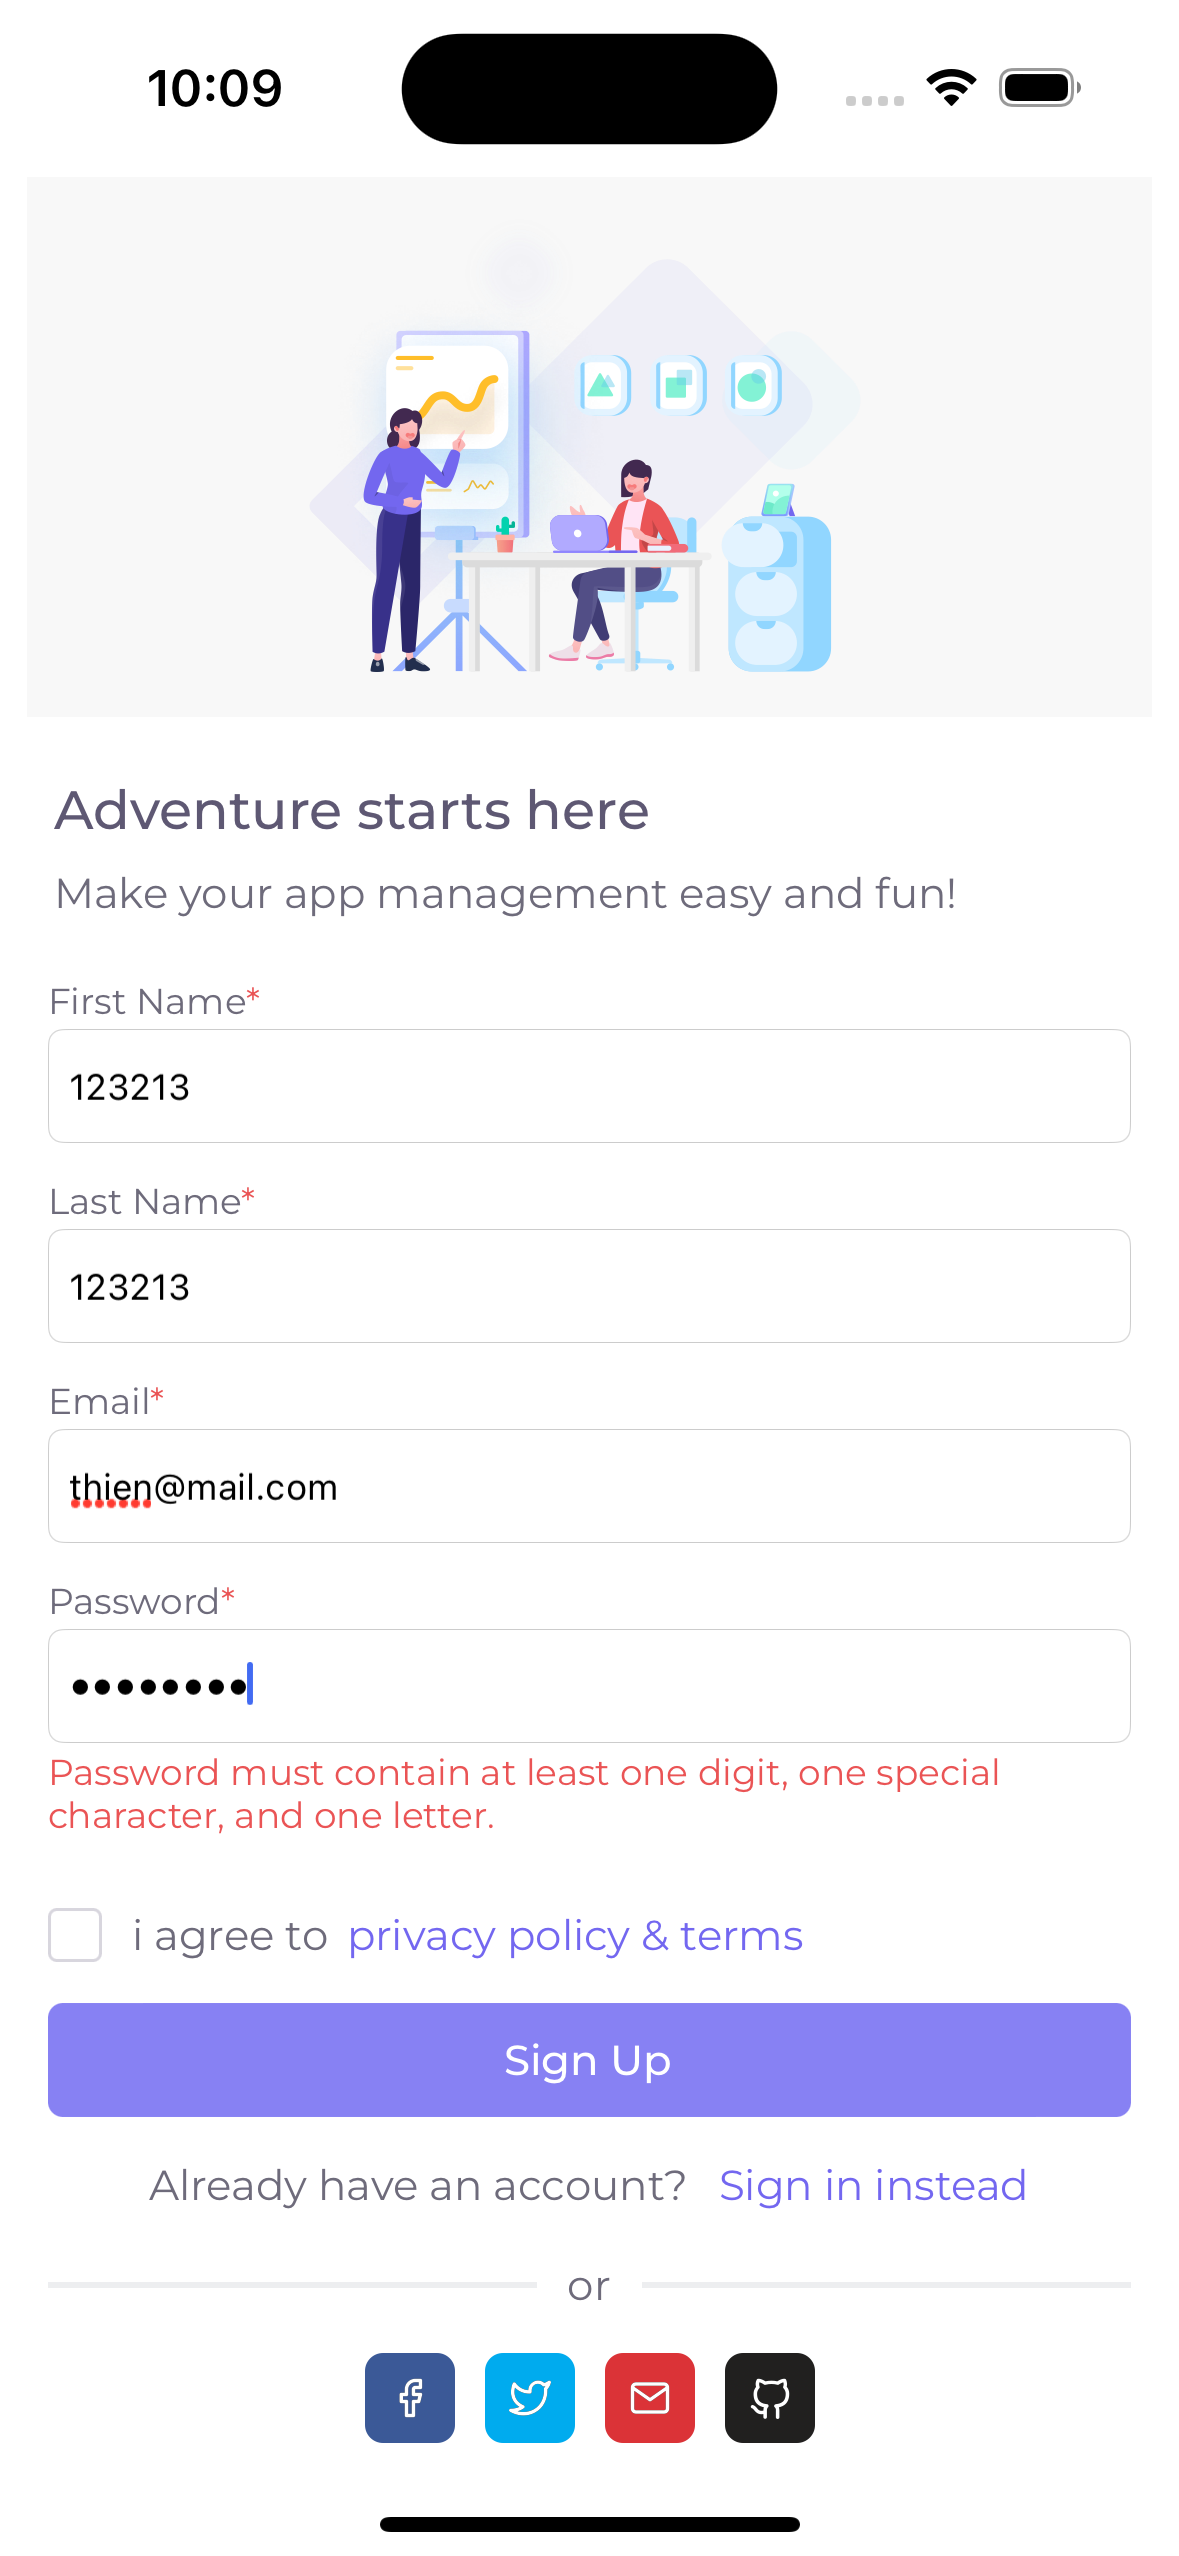 10:09
Adventure starts here
Make your app management easy and fun!
First Name*
123213
Last Name*
123213
Email*
thien@mail.com
Password*
••••••••
Password must contain at least one digit, one special
character, and one letter.
i agree to privacy policy & terms
Sign Up
Already have an account? Sign in instead
or